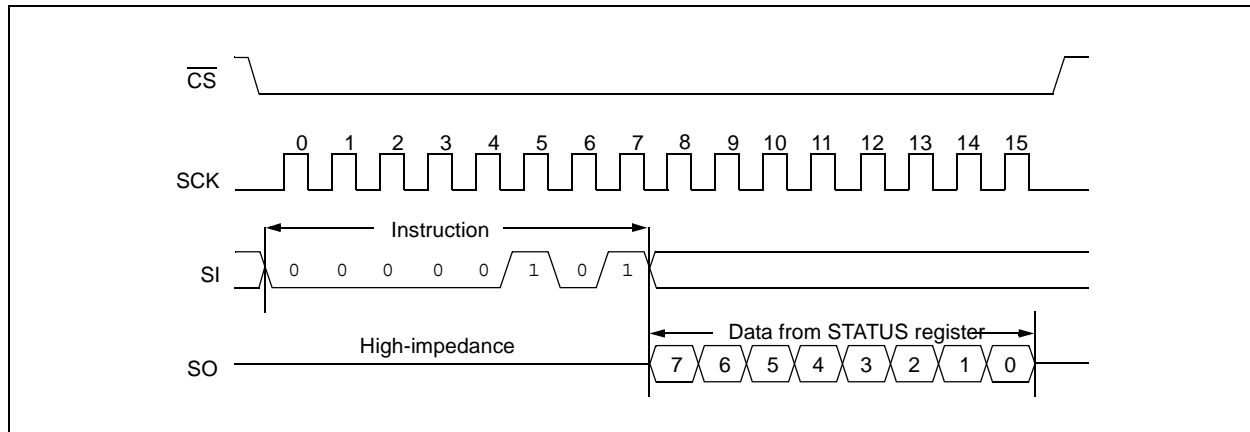 CS
0 1 2 3 4 5 6 7 8 9 10 11 12 13 14 15
SCK
Instruction
SI 0 0 0 0 0 1 0 1
Data from STATUS register
High-impedance
SO 7 6 5 4 3 2 1 0